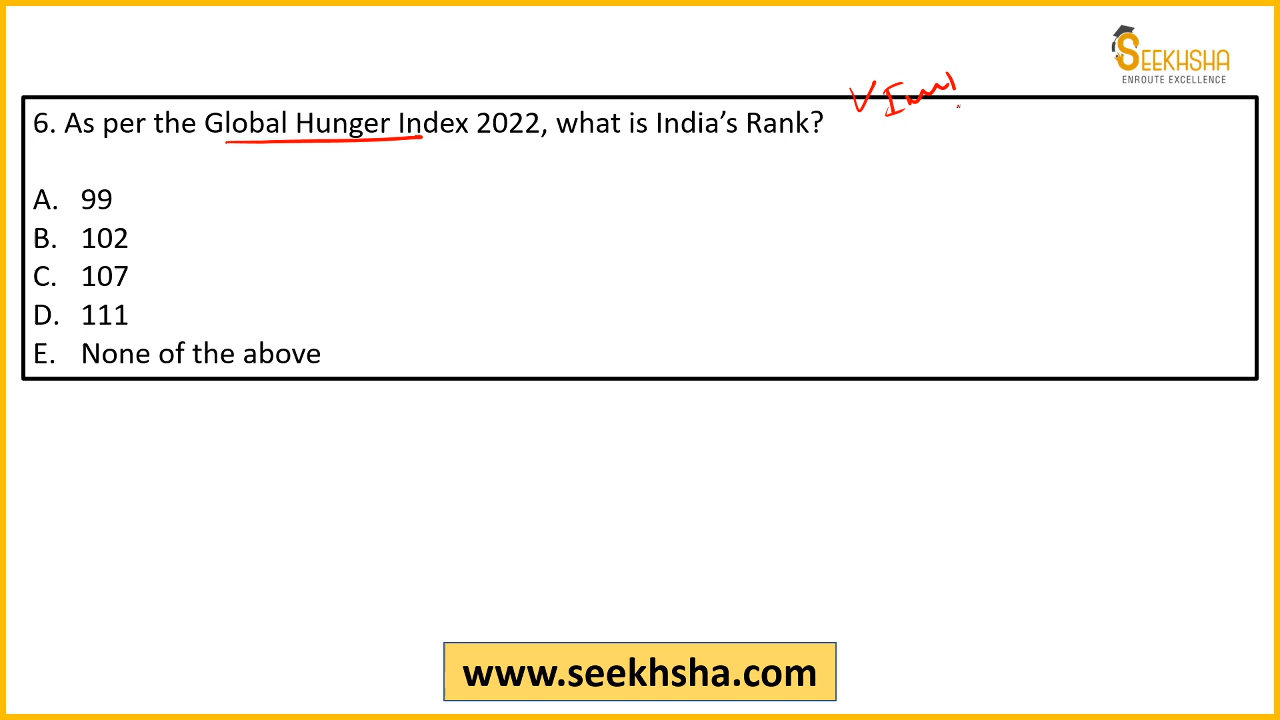 SEEKHSHA
ENROUTE EXCELLENCE
6. As per the Global Hunger Index 2022, what is India’s Rank?
A. 99
B. 102
C. 107
D. 111
E. None of the above
www.seekhsha.com